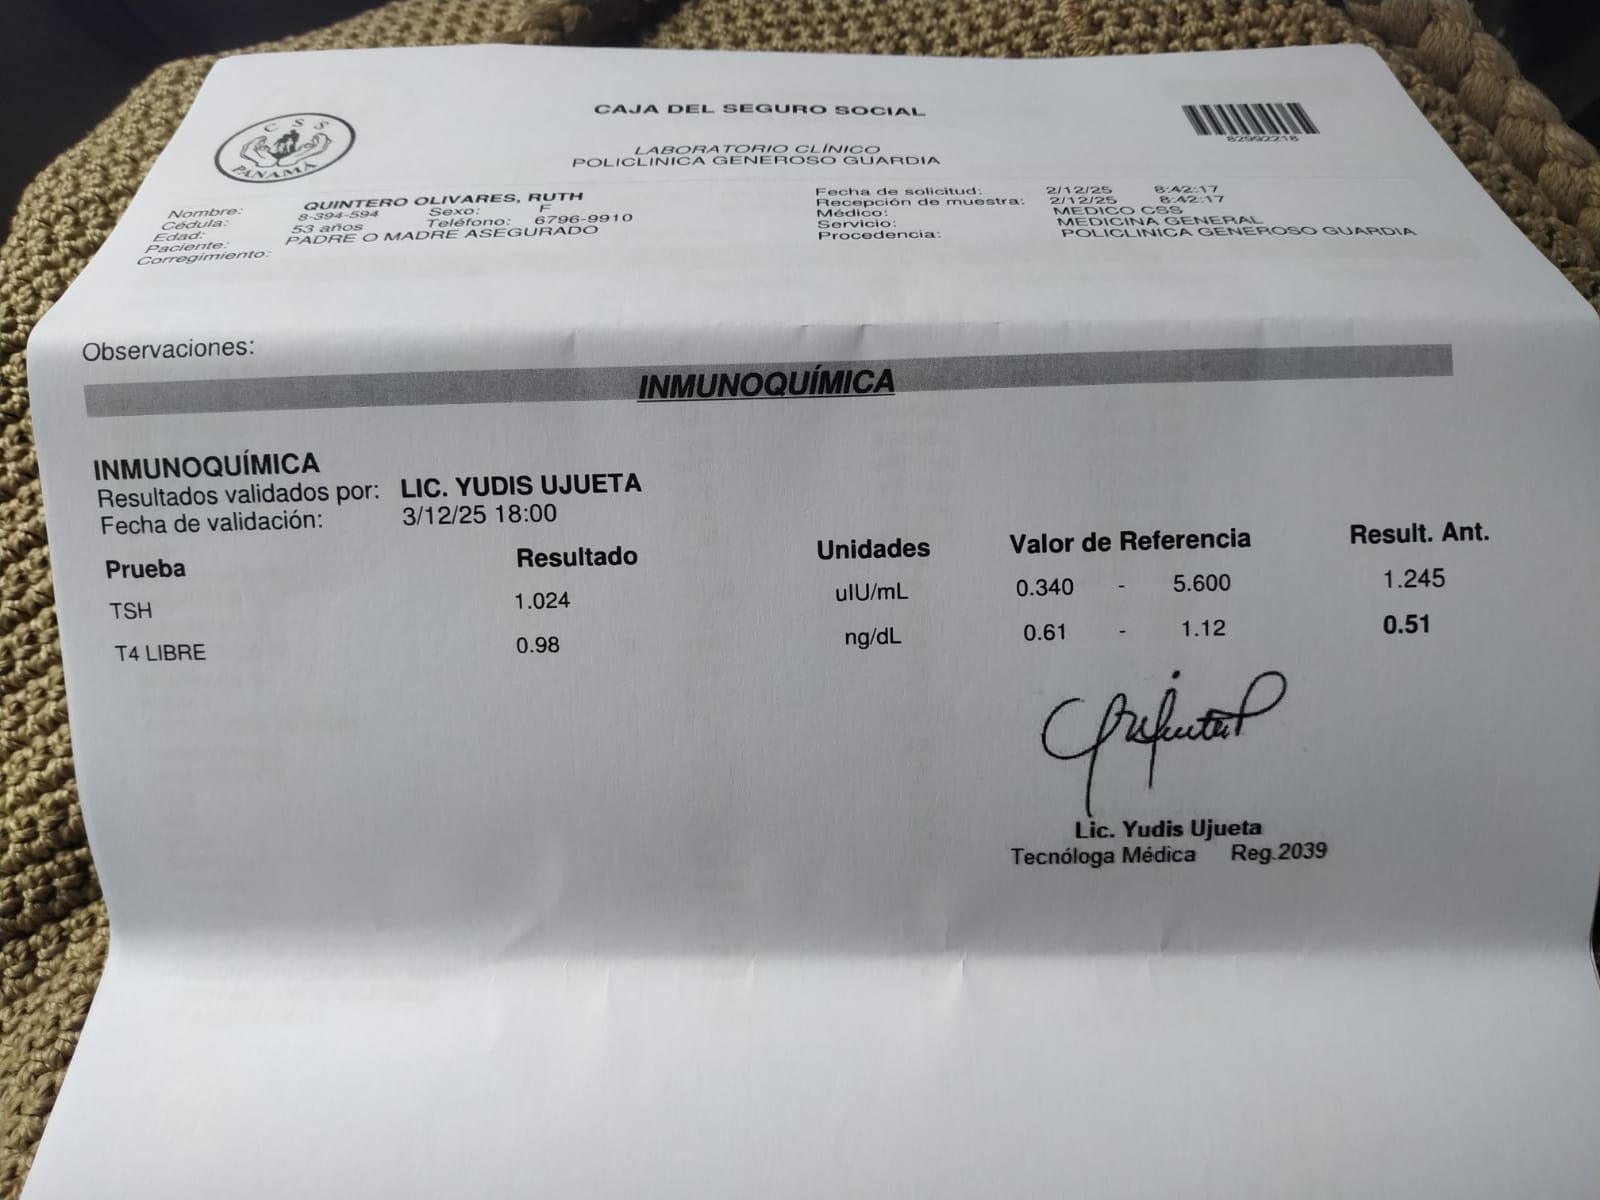 CAJA DEL SEGURO SOCIAL
82992218
CSS
PANAMÁ
LABORATORIO CLÍNICO
POLICLINICA GENEROSO GUARDIA
Nombre: QUINTERO OLIVARES, RUTH
Cédula: 8-394-594 Sexo: F
Edad: 53 años Teléfono: 6796-9910
Paciente: PADRE O MADRE ASEGURADO
Corregimiento:
Fecha de solicitud: 2/12/25 8:42:17
Recepción de muestra: 2/12/25 8:42:17
Médico: MEDICO CSS
Servicio: MEDICINA GENERAL
Procedencia: POLICLINICA GENEROSO GUARDIA
Observaciones:
INMUNOQUÍMICA
INMUNOQUÍMICA
Resultados validados por: LIC. YUDIS UJUETA
Fecha de validación: 3/12/25 18:00
Prueba Resultado Unidades Valor de Referencia Result. Ant.
TSH 1.024 uIU/mL 0.340 - 5.600 1.245
T4 LIBRE 0.98 ng/dL 0.61 - 1.12 0.51
Lic. Yudis Ujueta
Tecnóloga Médica Reg.2039